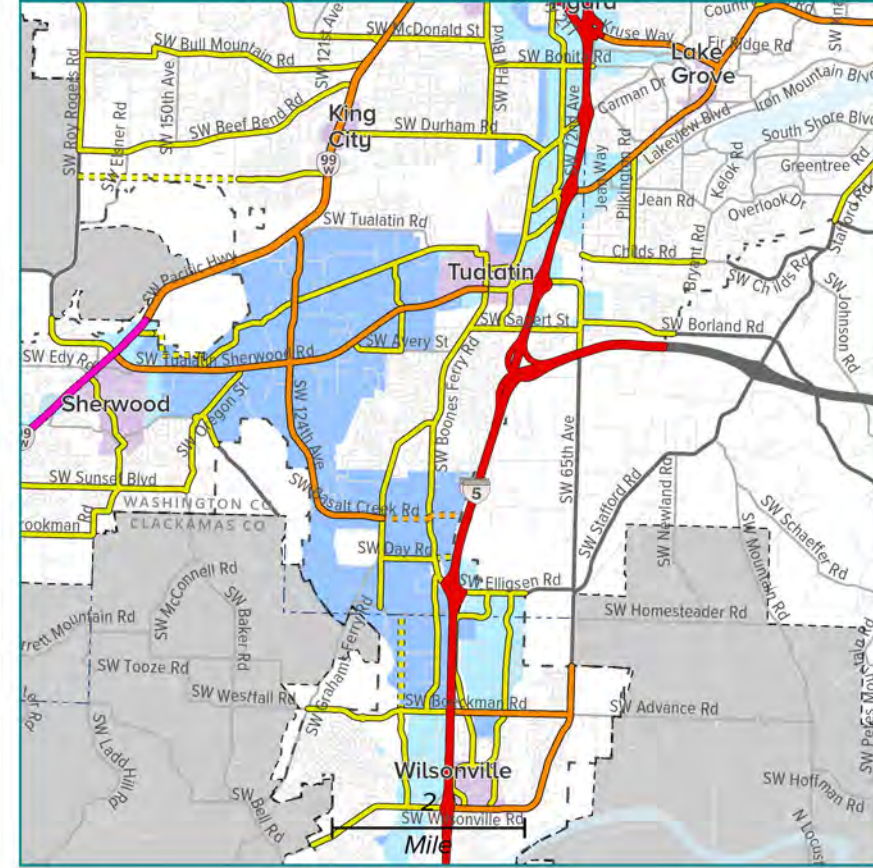 SW McDonald St
Kruse Way
SW Bull Mountain Rd
SW 121st Ave
SW Hall Blvd
SW Bonita Rd
Fir Ridge Rd
Lake
Grove
SW Roy Rogers Rd
SW 150th Ave
SW Elsner Rd
SW Beef Bend Rd
King
City
SW Durham Rd
SW 72nd Ave
Carman Dr
Iron Mountain Blvd
Lakeview Blvd
South Shore Blvd
99
W
Jean Way
Pilkington Rd
Jean Rd
Kelok Rd
Greentree Rd
Overlook Dr
SW Tualatin Rd
Stafford Rd
SW Pacific Hwy
Tualatin
Childs Rd
Bryant Rd
SW Childs Rd
SW Johnson Rd
SW Sagert St
SW Borland Rd
SW Edy Rd
SW Tualatin Sherwood Rd
SW Avery St
Sherwood
SW Oregon St
SW 124th Ave
SW Boones Ferry Rd
SW 65th Ave
SW Stafford Rd
SW Newland Rd
SW Sunset Blvd
WASHINGTON CO
CLACKAMAS CO
SW Basalt Creek Rd
5
SW Mountain Rd
SW Schaeffer Rd
SW Day Rd
SW Elligsen Rd
SW McConnell Rd
SW Baker Rd
SW Grahams Ferry Rd
SW Homesteader Rd
SW Tooze Rd
SW Westfall Rd
SW Boeckman Rd
SW Advance Rd
SW Ladd Hill Rd
SW Bell Rd
Wilsonville
SW Hoffman Rd
2
SW Wilsonville Rd
Mile
N Locust